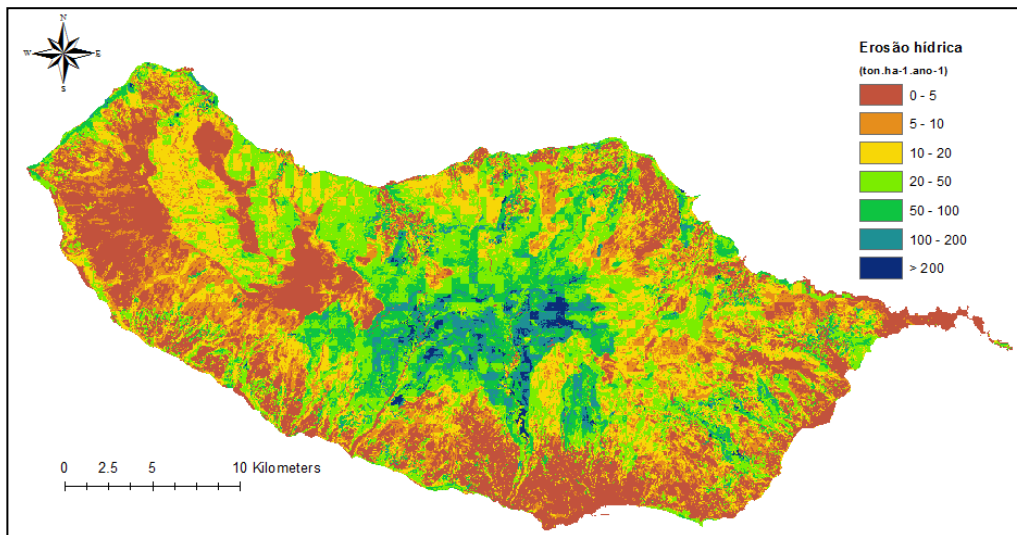 N
W E
S
Erosão hídrica
(ton.ha-1.ano-1)
0 - 5
5 - 10
10 - 20
20 - 50
50 - 100
100 - 200
> 200
0 2.5 5 10 Kilometers